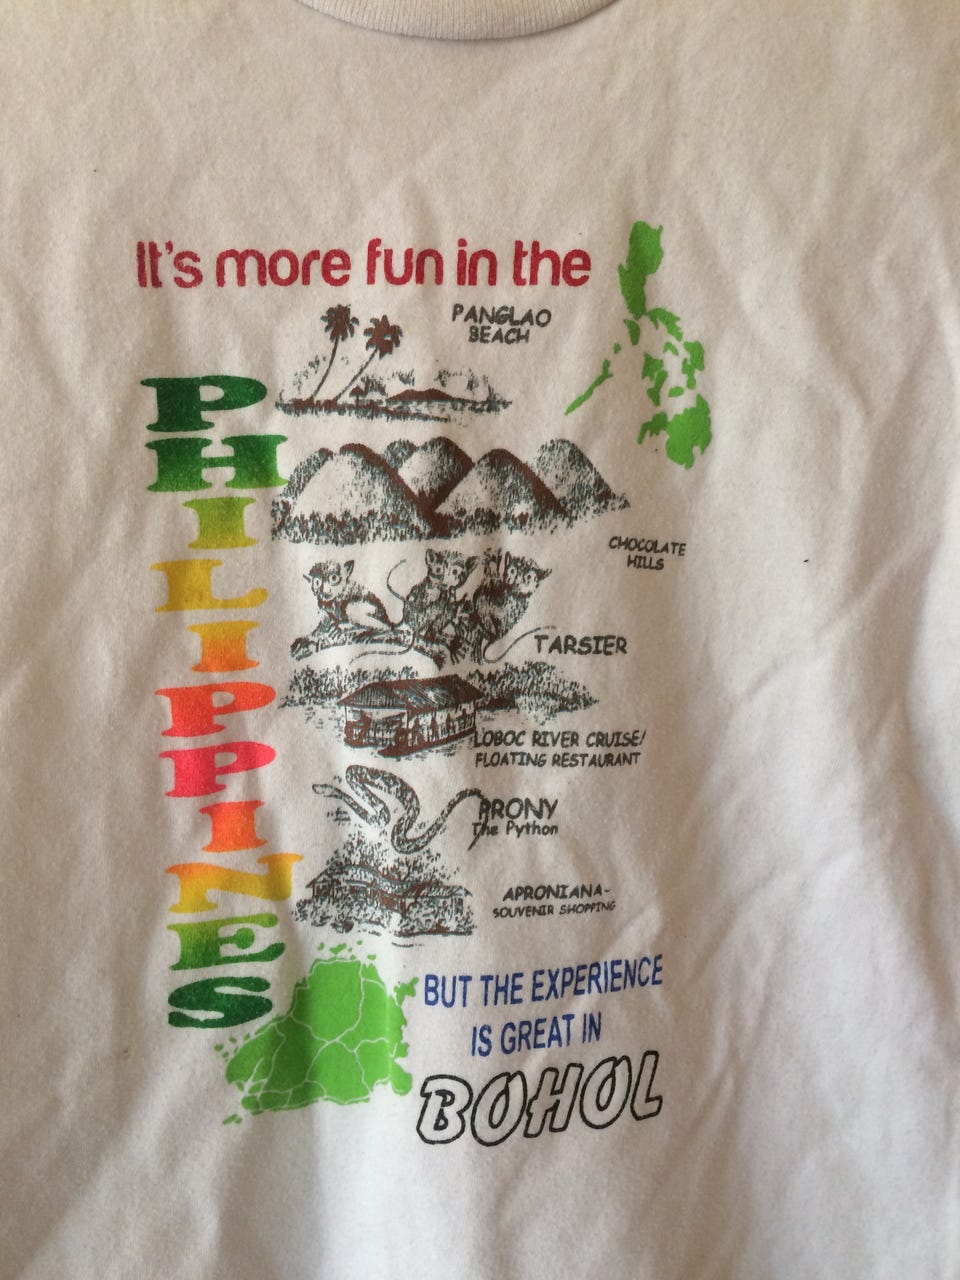 It's more fun in the
PHILIPPINES
PANGLAO
BEACH
CHOCOLATE
HILLS
TARSIER
LOBOC RIVER CRUISE/
FLOATING RESTAURANT
PRONY
The Python
APRONIANA-
SOUVENIR SHOPPING
BUT THE EXPERIENCE
IS GREAT IN
BOHOL